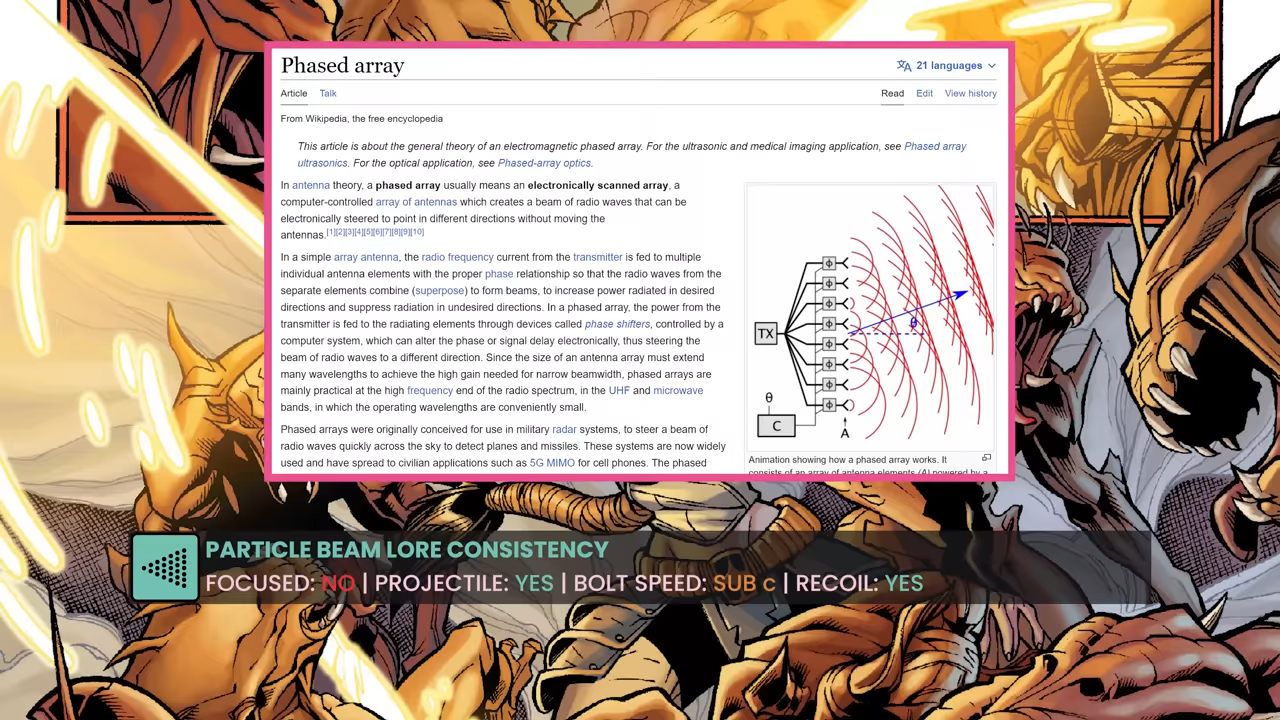 Phased array
21 languages
Article Talk Read Edit View history
From Wikipedia, the free encyclopedia
This article is about the general theory of an electromagnetic phased array. For the ultrasonic and medical imaging application, see Phased array
ultrasonics. For the optical application, see Phased-array optics.
In antenna theory, a phased array usually means an electronically scanned array, a
computer-controlled array of antennas which creates a beam of radio waves that can be
electronically steered to point in different directions without moving the
antennas.[1][2][3][4][5][6][7][8][9][10]
In a simple array antenna, the radio frequency current from the transmitter is fed to multiple
individual antenna elements with the proper phase relationship so that the radio waves from the
separate elements combine (superpose) to form beams, to increase power radiated in desired
directions and suppress radiation in undesired directions. In a phased array, the power from the
transmitter is fed to the radiating elements through devices called phase shifters, controlled by a
computer system, which can alter the phase or signal delay electronically, thus steering the
beam of radio waves to a different direction. Since the size of an antenna array must extend
many wavelengths to achieve the high gain needed for narrow beamwidth, phased arrays are
mainly practical at the high frequency end of the radio spectrum, in the UHF and microwave
bands, in which the operating wavelengths are conveniently small.
Phased arrays were originally conceived for use in military radar systems, to steer a beam of
radio waves quickly across the sky to detect planes and missiles. These systems are now widely
used and have spread to civilian applications such as 5G MIMO for cell phones. The phased
ϕ
ϕ
ϕ
ϕ
ϕ
ϕ
ϕ
ϕ
TX
θ
θ
C
A
Animation showing how a phased array works. It
consists of an array of antenna elements (A) powered by a
PARTICLE BEAM LORE CONSISTENCY
FOCUSED: NO | PROJECTILE: YES | BOLT SPEED: SUB c | RECOIL: YES